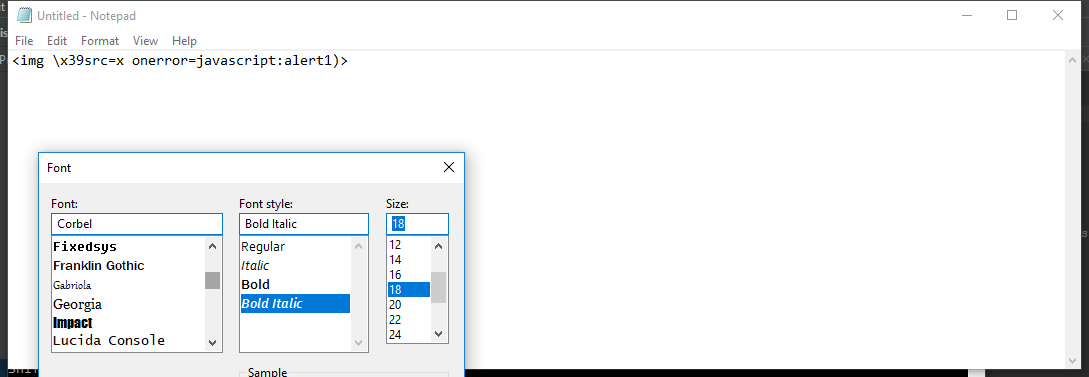 Untitled - Notepad
File Edit Format View Help
<img \x39src=x onerror=javascript:alert1)>
Font
Font: Font style: Size:
Corbel Bold Italic 18
Fixedsys Regular 12
Franklin Gothic Italic 14
Gabriola Bold 16
Georgia Bold Italic 18
Impact 20
Lucida Console 22
24
Sample